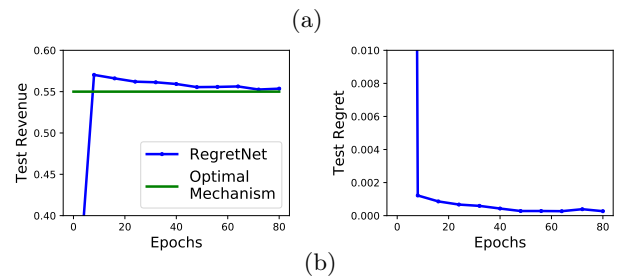 (a)
0.60
0.55
0.50
0.45
0.40
Test Revenue
RegretNet
Optimal
Mechanism
0 20 40 60 80
Epochs
0.010
0.008
0.006
0.004
0.002
0.000
Test Regret
0 20 40 60 80
Epochs
(b)